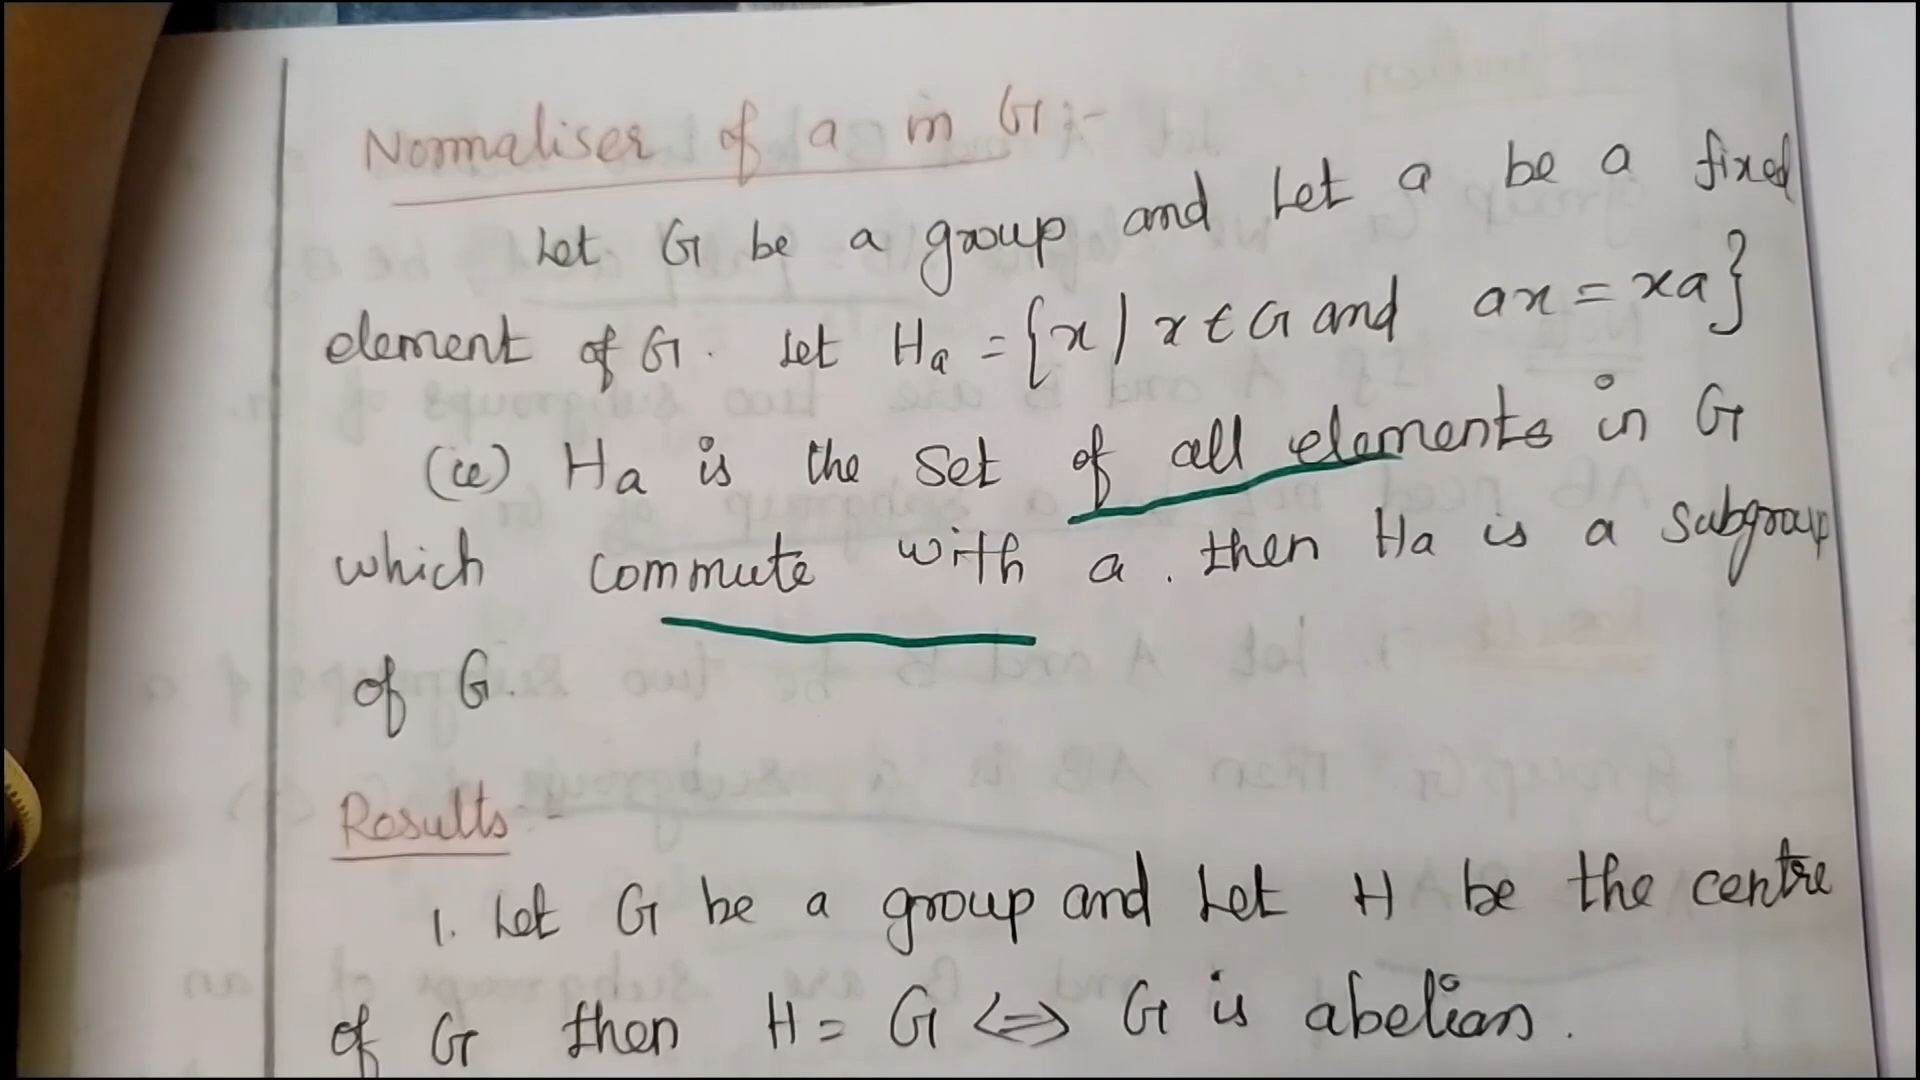 Normaliser of a in G :-
Let G be a group and Let a be a fixed
element of G. Let Ha = {x / x ∈ G and ax = xa}
(ie) Ha is the set of all elements in G
which commute with a . then Ha is a subgroup
of G.
Results -
1. Let G be a group and Let H be the centre
of G then H = G <=> G is abelian .